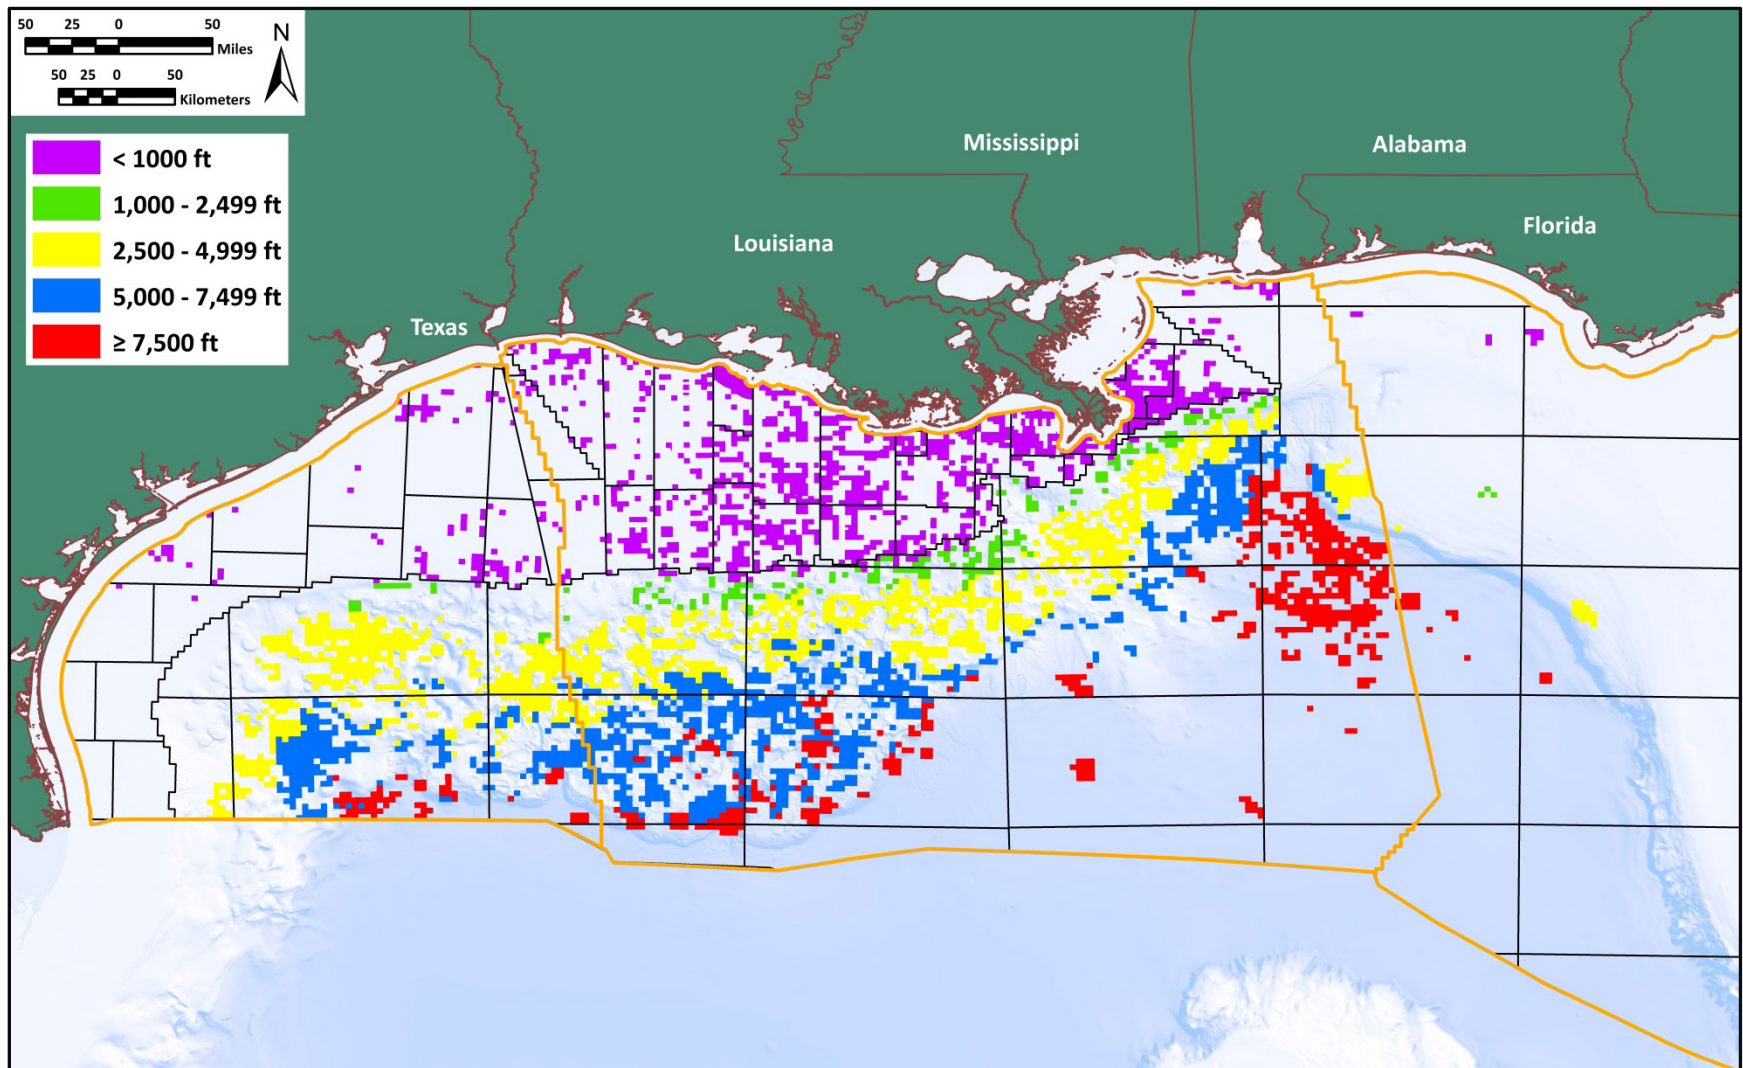 50 25 0 50
Miles
50 25 0 50
Kilometers
N
< 1000 ft
1,000 - 2,499 ft
2,500 - 4,999 ft
5,000 - 7,499 ft
≥ 7,500 ft
Mississippi
Alabama
Florida
Louisiana
Texas